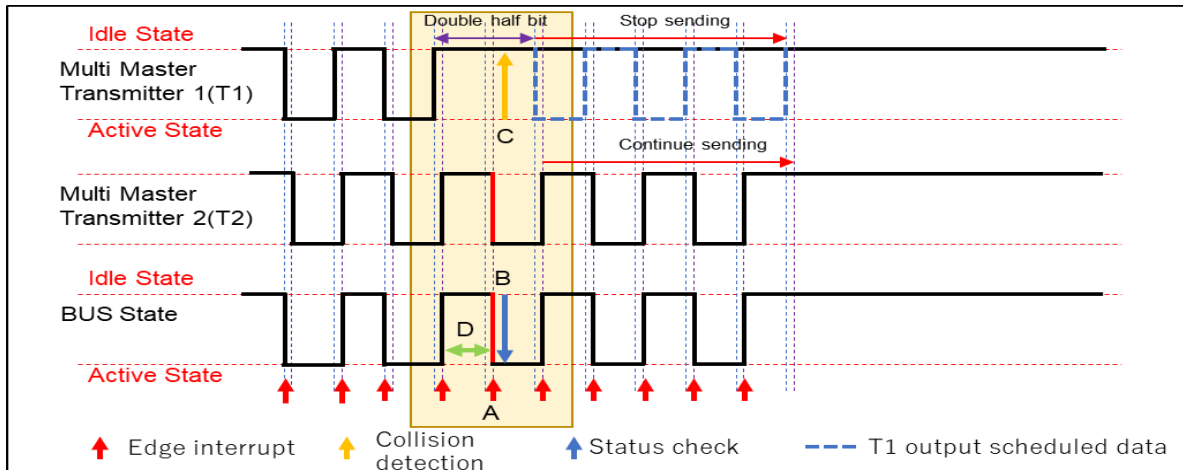 Double half bit
Stop sending
Idle State
Multi Master
Transmitter 1(T1)
Active State
C
Continue sending
Multi Master
Transmitter 2(T2)
Idle State
B
BUS State
D
Active State
A
Edge interrupt
Collision
detection
Status check
T1 output scheduled data